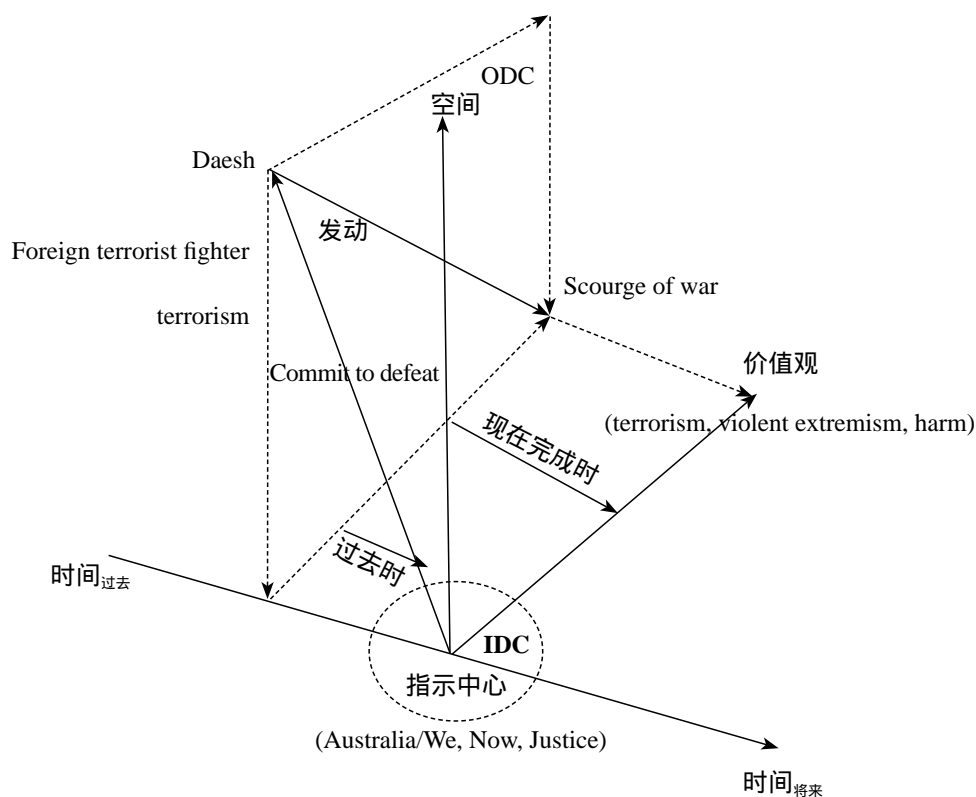 ODC
空间
Daesh
发动
Foreign terrorist fighter
Scourge of war
terrorism
价值观
Commit to defeat
(terrorism, violent extremism, harm)
现在完成时
过去时
时间过去
IDC
指示中心
(Australia/We, Now, Justice)
时间将来